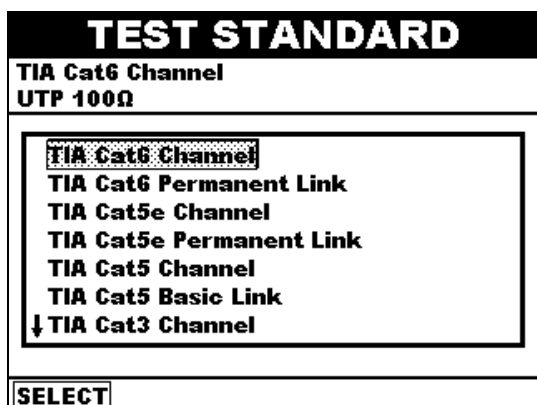 TEST STANDARD
TIA Cat6 Channel
UTP 100Ω
TIA Cat6 Channel
TIA Cat6 Permanent Link
TIA Cat5e Channel
TIA Cat5e Permanent Link
TIA Cat5 Channel
TIA Cat5 Basic Link
↓TIA Cat3 Channel
SELECT